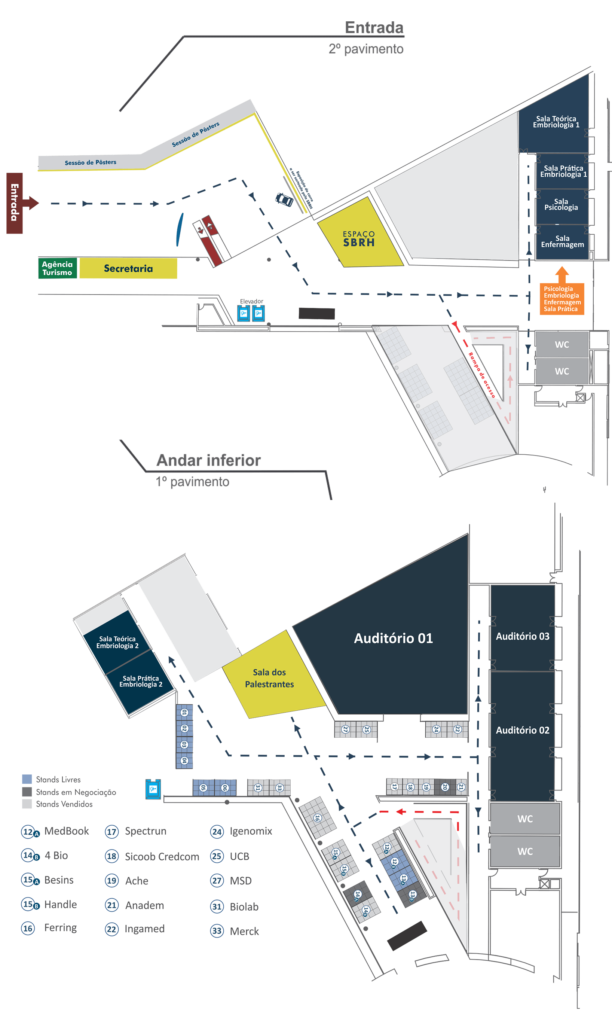 Entrada
2º pavimento
Sessão de Pôsters
Sessão de Pôsters
Entrada
ESPAÇO
SBRH
Sala Teórica
Embriologia 1
Sala Prática
Embriologia 1
Sala
Psicologia
Sala
Enfermagem
Agência
Turismo
Secretaria
Elevador
Psicologia
Embriologia
Enfermagem
Sala Prática
Rampa de acesso
WC
WC
Andar inferior
1º pavimento
Auditório 01
Auditório 03
Auditório 02
Sala Teórica
Embriologia 2
Sala Prática
Embriologia 2
Sala dos
Palestrantes
Stands Livres
Stands em Negociação
Stands Vendidos
WC
WC
12 A MedBook
14 B 4 Bio
15 A Besins
15 B Handle
16 Ferring
17 Spectrun
18 Sicoob Credcom
19 Ache
21 Anadem
22 Ingamed
24 Igenomix
25 UCB
27 MSD
31 Biolab
33 Merck